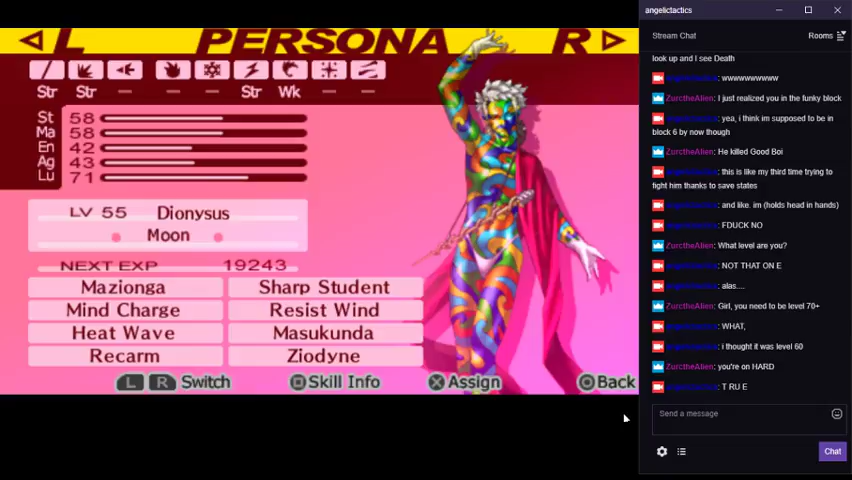 L PERSONA R
Str Str – – – Str Wk – –
St 58
Ma 58
En 42
Ag 43
Lu 71
LV 55 Dionysus
Moon
NEXT EXP 19243
Mazionga Sharp Student
Mind Charge Resist Wind
Heat Wave Masukunda
Recarm Ziodyne
L R Switch Skill Info Assign Back
angelictactics
Stream Chat Rooms
look up and I see Death
: wwwwwwwwww
ZurctheAlien: I just realized you in the funky block
: yea, i think im supposed to be in
block 6 by now though
ZurctheAlien: He killed Good Boi
: this is like my third time trying to
fight him thanks to save states
: and like. im (holds head in hands)
: FDUCK NO
ZurctheAlien: What level are you?
: NOT THAT ON E
: alas....
ZurctheAlien: Girl, you need to be level 70+
: WHAT,
: i thought it was level 60
ZurctheAlien: you're on HARD
: T RU E
Send a message
Chat